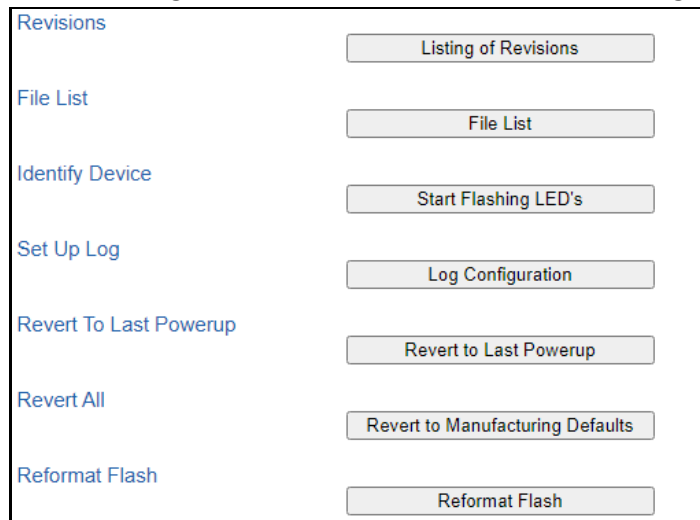 Revisions
Listing of Revisions
File List
File List
Identify Device
Start Flashing LED's
Set Up Log
Log Configuration
Revert To Last Powerup
Revert to Last Powerup
Revert All
Revert to Manufacturing Defaults
Reformat Flash
Reformat Flash